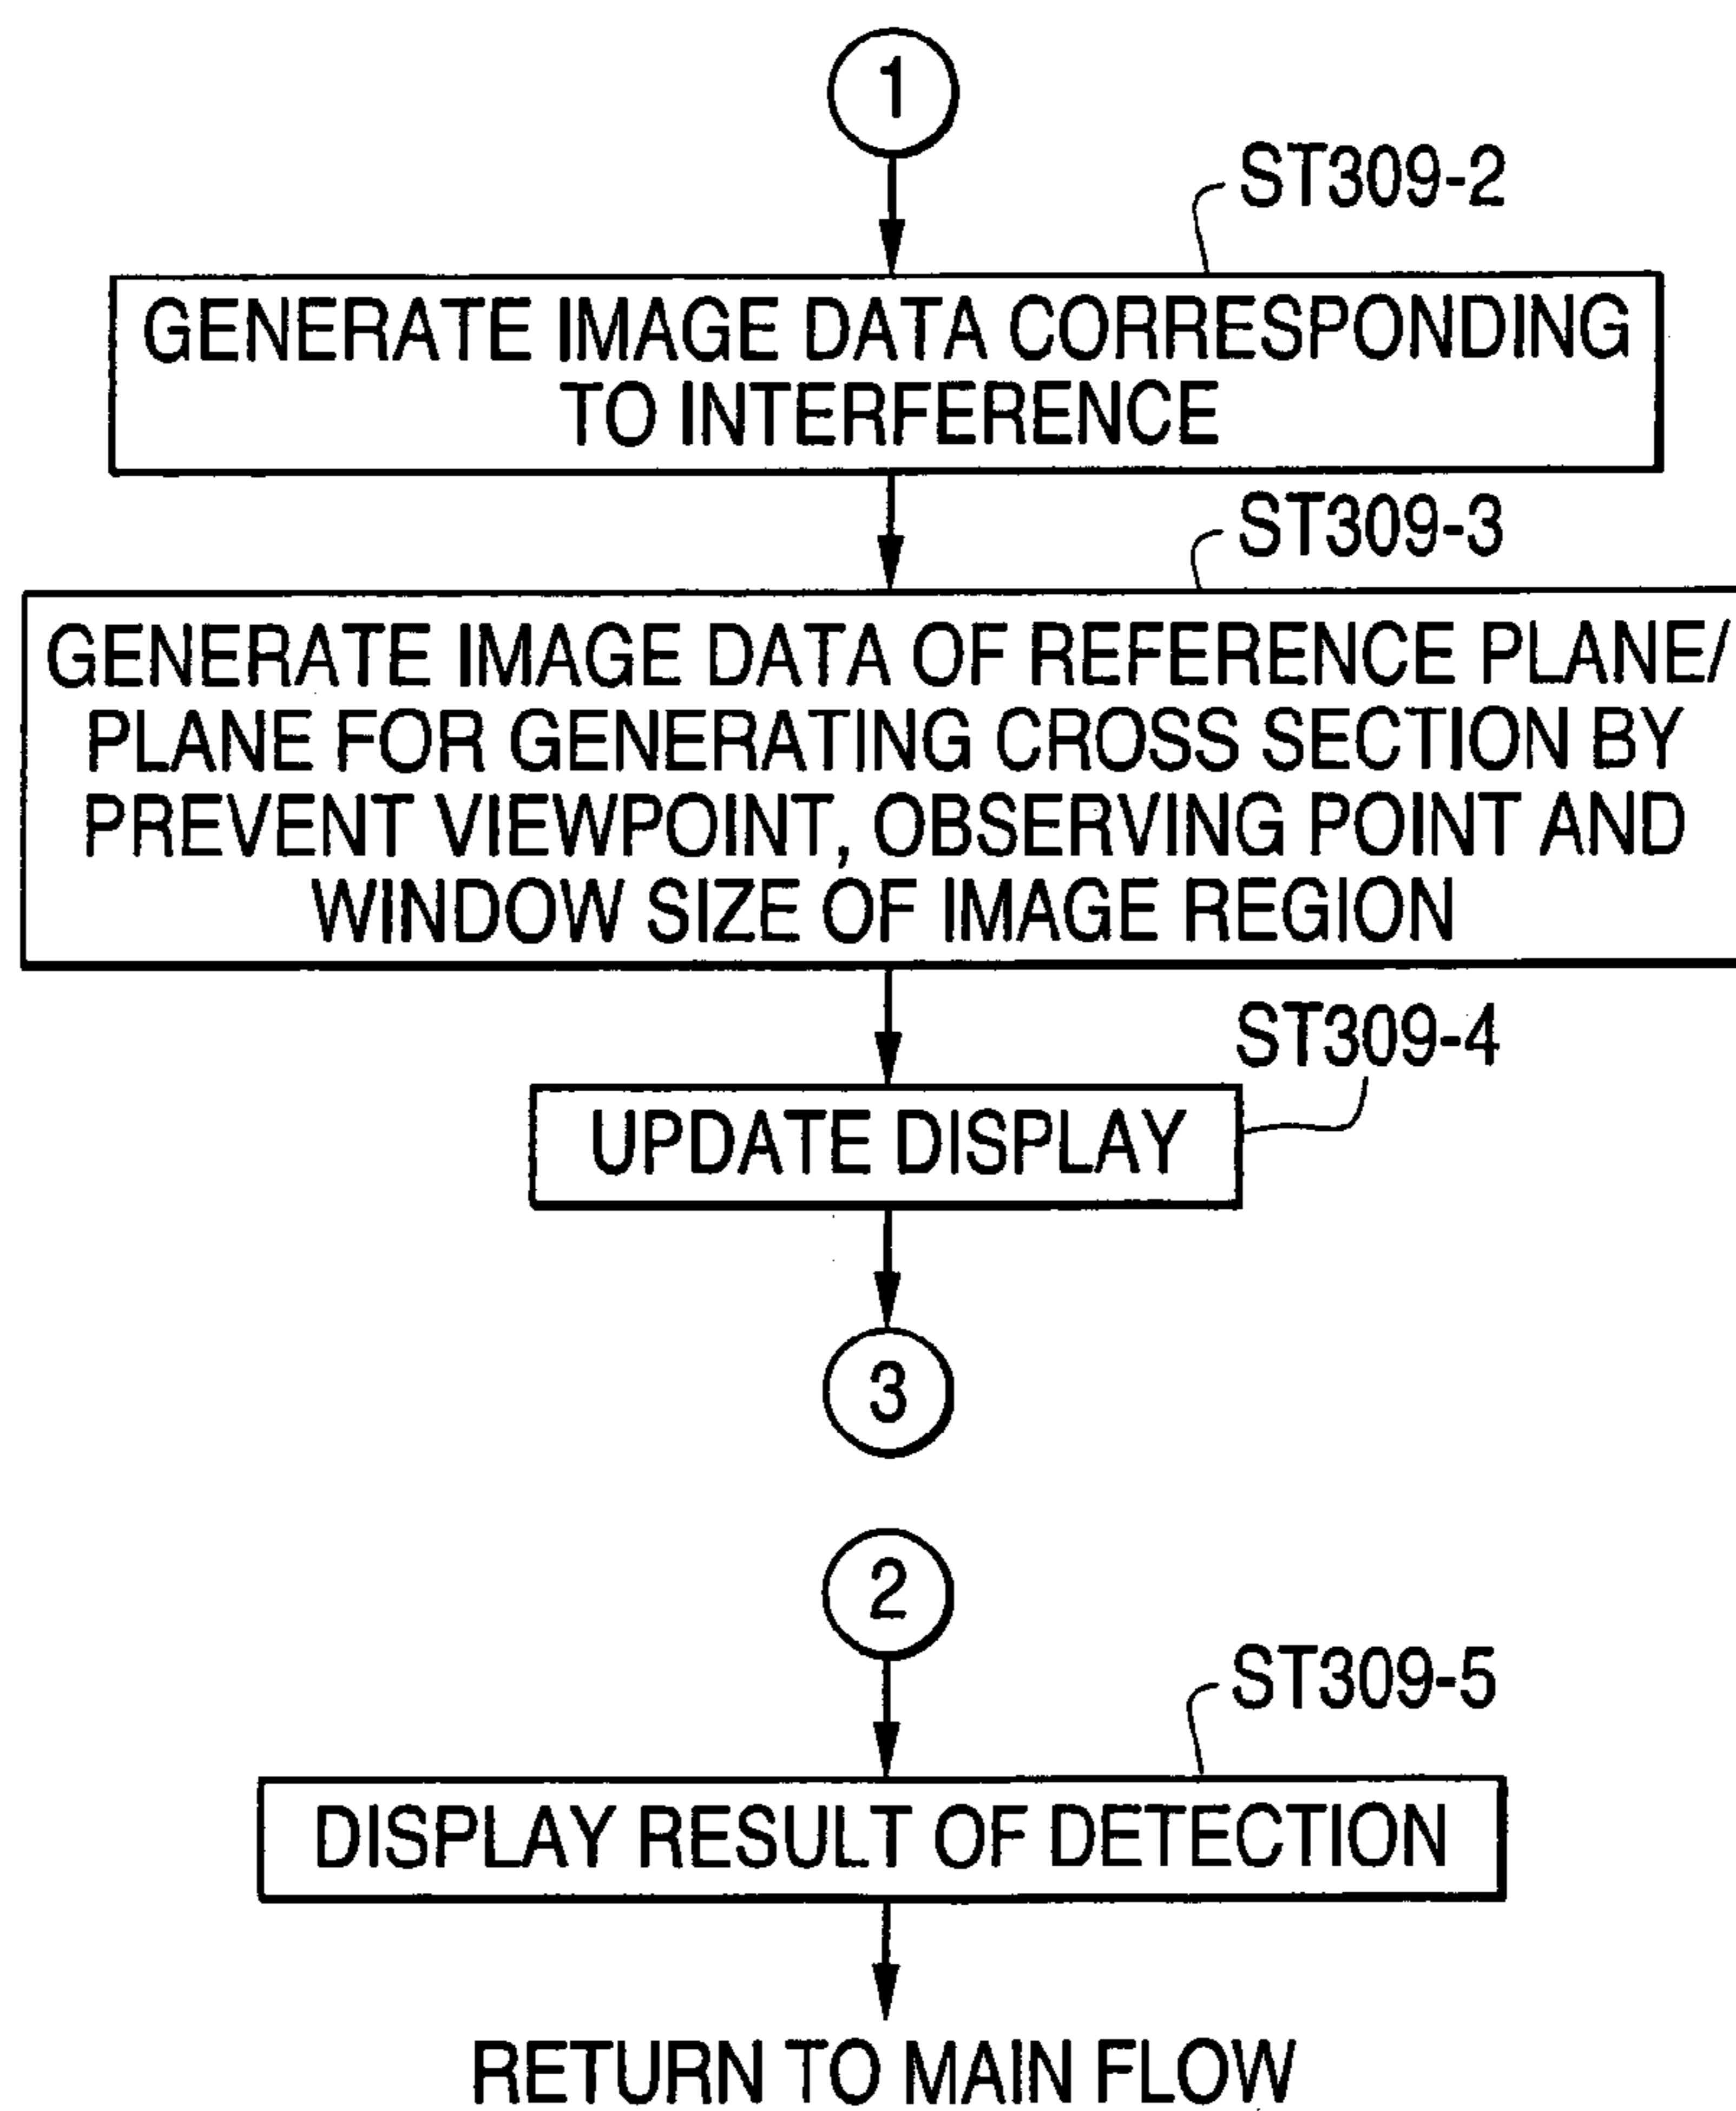 1
ST309-2
GENERATE IMAGE DATA CORRESPONDING
TO INTERFERENCE
ST309-3
GENERATE IMAGE DATA OF REFERENCE PLANE/
PLANE FOR GENERATING CROSS SECTION BY
PREVENT VIEWPOINT, OBSERVING POINT AND
WINDOW SIZE OF IMAGE REGION
ST309-4
UPDATE DISPLAY
3
2
ST309-5
DISPLAY RESULT OF DETECTION
RETURN TO MAIN FLOW